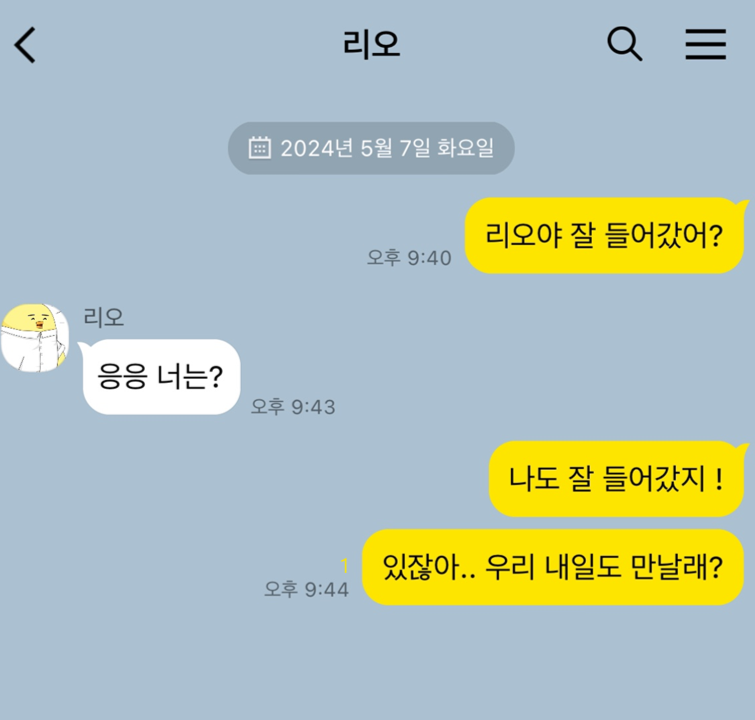 리오
2024년 5월 7일 화요일
리오야 잘 들어갔어?
오후 9:40
리오
응응 너는?
오후 9:43
나도 잘 들어갔지 !
있잖아.. 우리 내일도 만날래?
1
오후 9:44